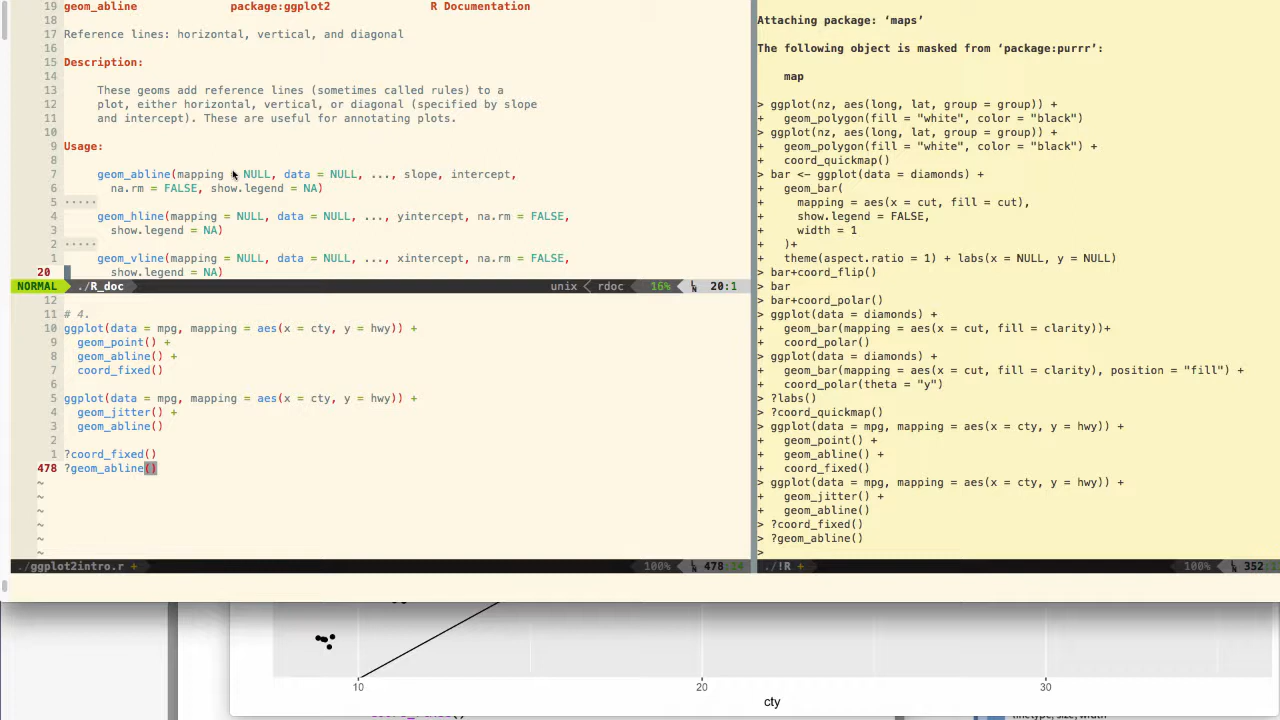 19 geom_abline package:ggplot2 R Documentation
18
17 Reference lines: horizontal, vertical, and diagonal
16
15 Description:
14
13 These geoms add reference lines (sometimes called rules) to a
12 plot, either horizontal, vertical, or diagonal (specified by slope
11 and intercept). These are useful for annotating plots.
10
9 Usage:
8
7 geom_abline(mapping = NULL, data = NULL, ..., slope, intercept,
6 na.rm = FALSE, show.legend = NA)
5 .....
4 geom_hline(mapping = NULL, data = NULL, ..., yintercept, na.rm = FALSE,
3 show.legend = NA)
2 .....
1 geom_vline(mapping = NULL, data = NULL, ..., xintercept, na.rm = FALSE,
20 show.legend = NA)
NORMAL ./R_doc unix < rdoc 16% 20:1
12
11 # 4.
10 ggplot(data = mpg, mapping = aes(x = cty, y = hwy)) +
9 geom_point() +
8 geom_abline() +
7 coord_fixed()
6
5 ggplot(data = mpg, mapping = aes(x = cty, y = hwy)) +
4 geom_jitter() +
3 geom_abline()
2
1 ?coord_fixed()
478 ?geom_abline()
~
~
~
~
~
~
./ggplot2intro.r + 100% 478:14
Attaching package: ‘maps’
The following object is masked from ‘package:purrr’:
map
> ggplot(nz, aes(long, lat, group = group)) +
+ geom_polygon(fill = "white", color = "black")
> ggplot(nz, aes(long, lat, group = group)) +
+ geom_polygon(fill = "white", color = "black") +
+ coord_quickmap()
> bar <- ggplot(data = diamonds) +
+ geom_bar(
+ mapping = aes(x = cut, fill = cut),
+ show.legend = FALSE,
+ width = 1
+ )+
+ theme(aspect.ratio = 1) + labs(x = NULL, y = NULL)
> bar+coord_flip()
> bar
> bar+coord_polar()
> ggplot(data = diamonds) +
+ geom_bar(mapping = aes(x = cut, fill = clarity))+
+ coord_polar()
> ggplot(data = diamonds) +
+ geom_bar(mapping = aes(x = cut, fill = clarity), position = "fill") +
+ coord_polar(theta = "y")
> ?labs()
> ?coord_quickmap()
> ggplot(data = mpg, mapping = aes(x = cty, y = hwy)) +
+ geom_point() +
+ geom_abline() +
+ coord_fixed()
> ggplot(data = mpg, mapping = aes(x = cty, y = hwy)) +
+ geom_jitter() +
+ geom_abline()
> ?coord_fixed()
> ?geom_abline()
>
./!R + 100% 352:
10 20 30
cty
linetype, size, width